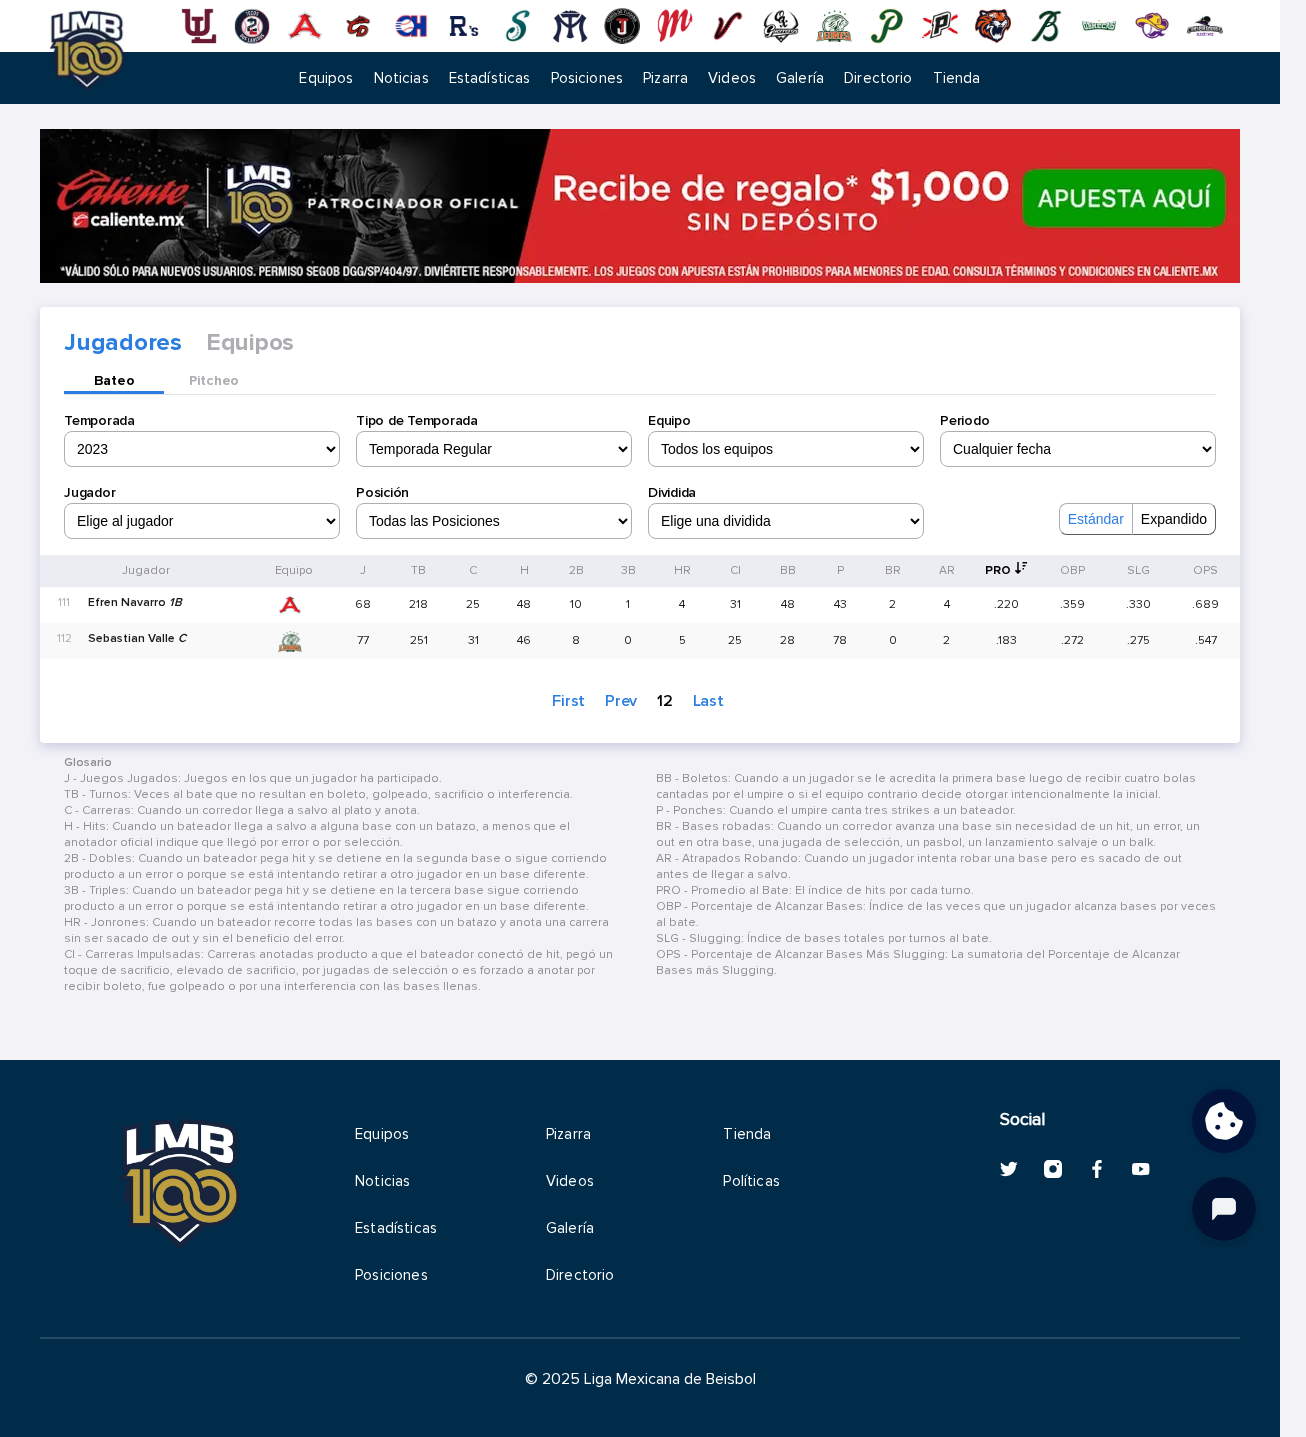 LMB
100
Equipos Noticias Estadísticas Posiciones Pizarra Videos Galería Directorio Tienda
Caliente
caliente.mx
LMB
100
PATROCINADOR OFICIAL
Recibe de regalo* $1,000
SIN DEPÓSITO
APUESTA AQUÍ
*VÁLIDO SÓLO PARA NUEVOS USUARIOS. PERMISO SEGOB DGG/SP/404/97. DIVIÉRTETE RESPONSABLEMENTE. LOS JUEGOS CON APUESTA ESTÁN PROHIBIDOS PARA MENORES DE EDAD. CONSULTA TÉRMINOS Y CONDICIONES EN CALIENTE.MX
Jugadores Equipos
Bateo Pitcheo
Temporada Tipo de Temporada Equipo Periodo
2023 Temporada Regular Todos los equipos Cualquier fecha
Jugador Posición Dividida
Elige al jugador Todas las Posiciones Elige una dividida Estándar Expandido
Jugador Equipo J TB C H 2B 3B HR CI BB P BR AR PRO OBP SLG OPS
111 Efren Navarro 1B 68 218 25 48 10 1 4 31 48 43 2 4 .220 .359 .330 .689
112 Sebastian Valle C 77 251 31 46 8 0 5 25 28 78 0 2 .183 .272 .275 .547
First Prev 12 Last
Glosario
J - Juegos Jugados: Juegos en los que un jugador ha participado.
TB - Turnos: Veces al bate que no resultan en boleto, golpeado, sacrificio o interferencia.
C - Carreras: Cuando un corredor llega a salvo al plato y anota.
H - Hits: Cuando un bateador llega a salvo a alguna base con un batazo, a menos que el
anotador oficial indique que llegó por error o por selección.
2B - Dobles: Cuando un bateador pega hit y se detiene en la segunda base o sigue corriendo
producto a un error o porque se está intentando retirar a otro jugador en un base diferente.
3B - Triples: Cuando un bateador pega hit y se detiene en la tercera base sigue corriendo
producto a un error o porque se está intentando retirar a otro jugador en un base diferente.
HR - Jonrones: Cuando un bateador recorre todas las bases con un batazo y anota una carrera
sin ser sacado de out y sin el beneficio del error.
CI - Carreras Impulsadas: Carreras anotadas producto a que el bateador conectó de hit, pegó un
toque de sacrificio, elevado de sacrificio, por jugadas de selección o es forzado a anotar por
recibir boleto, fue golpeado o por una interferencia con las bases llenas.
BB - Boletos: Cuando a un jugador se le acredita la primera base luego de recibir cuatro bolas
cantadas por el umpire o si el equipo contrario decide otorgar intencionalmente la inicial.
P - Ponches: Cuando el umpire canta tres strikes a un bateador.
BR - Bases robadas: Cuando un corredor avanza una base sin necesidad de un hit, un error, un
out en otra base, una jugada de selección, un pasbol, un lanzamiento salvaje o un balk.
AR - Atrapados Robando: Cuando un jugador intenta robar una base pero es sacado de out
antes de llegar a salvo.
PRO - Promedio al Bate: El índice de hits por cada turno.
OBP - Porcentaje de Alcanzar Bases: Índice de las veces que un jugador alcanza bases por veces
al bate.
SLG - Slugging: Índice de bases totales por turnos al bate.
OPS - Porcentaje de Alcanzar Bases Más Slugging: La sumatoria del Porcentaje de Alcanzar
Bases más Slugging.
LMB
100
Equipos Pizarra Tienda
Noticias Videos Políticas
Estadísticas Galería
Posiciones Directorio
Social
© 2025 Liga Mexicana de Beisbol